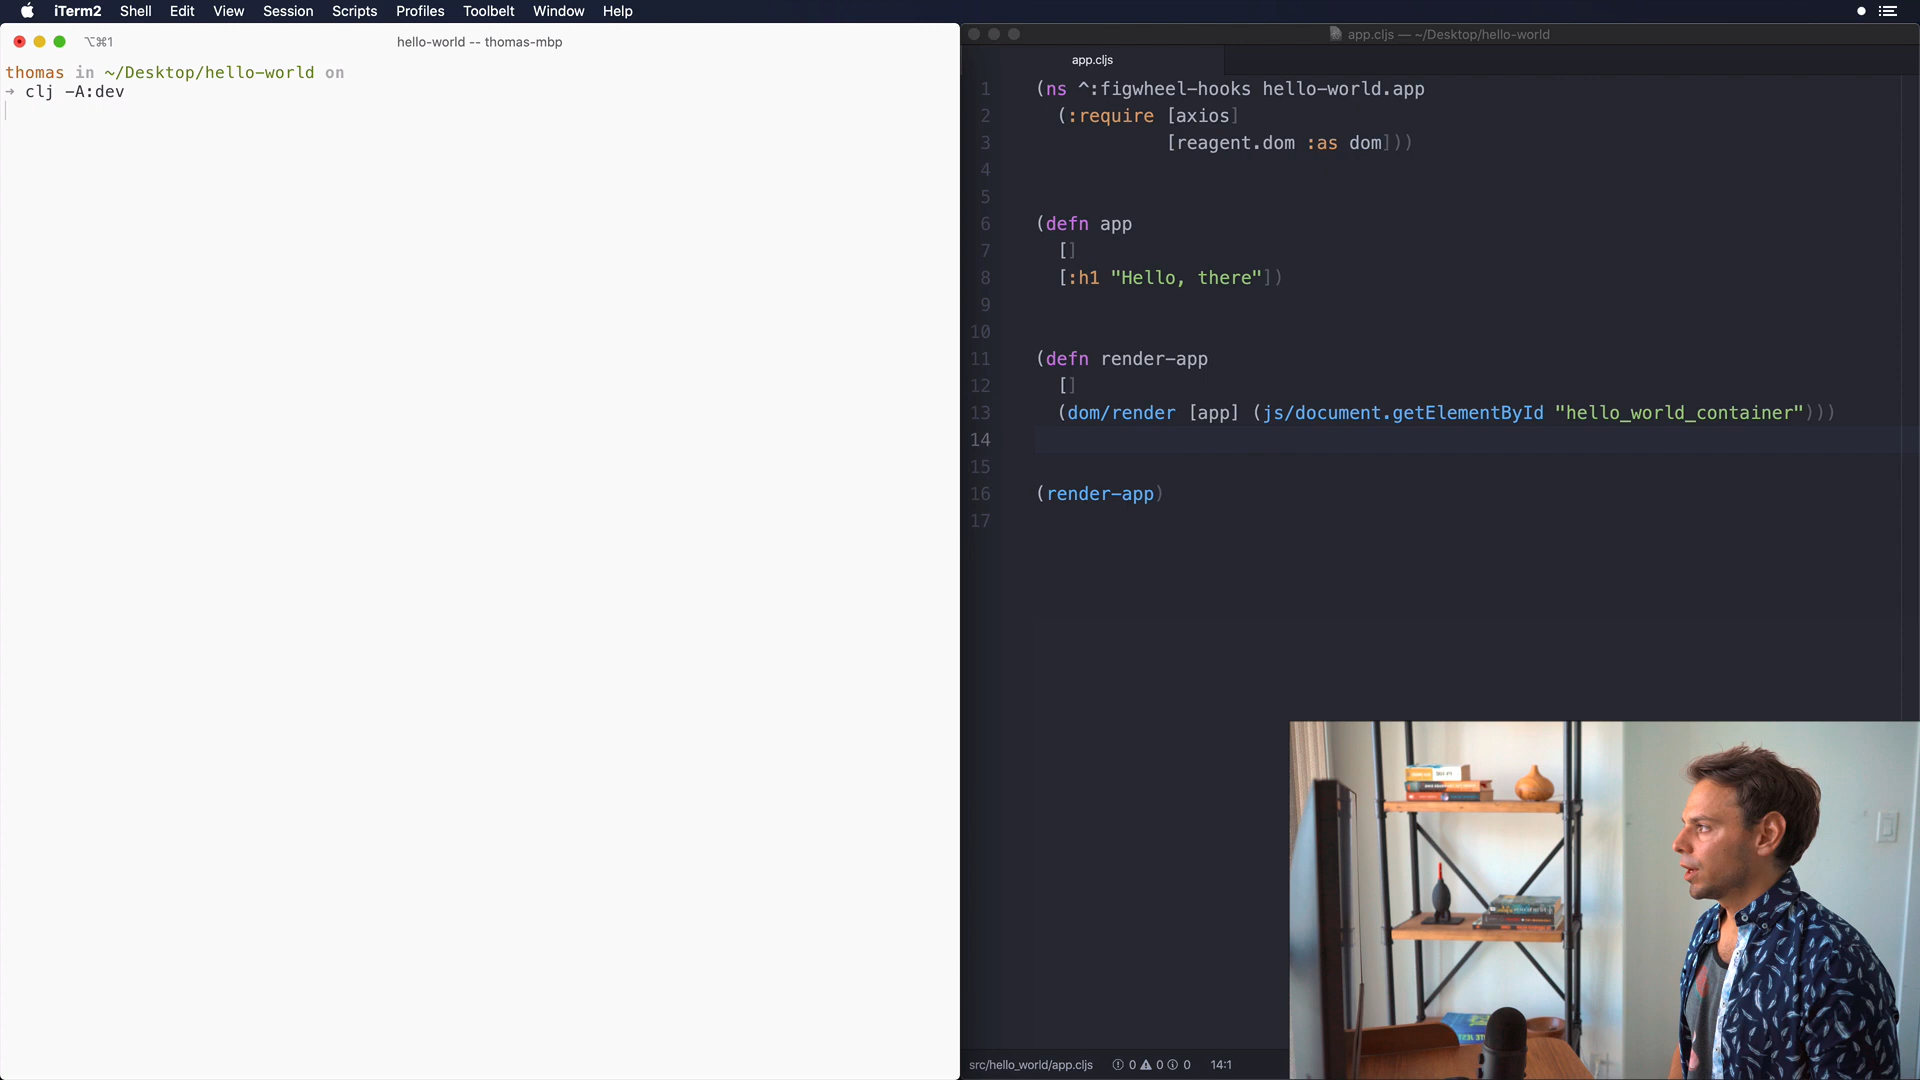 iTerm2 Shell Edit View Session Scripts Profiles Toolbelt Window Help
⌥⌘1 hello-world -- thomas-mbp
thomas in ~/Desktop/hello-world on
➜ clj -A:dev
app.cljs — ~/Desktop/hello-world
app.cljs
1 (ns ^:figwheel-hooks hello-world.app
2 (:require [axios]
3 [reagent.dom :as dom]))
4
5
6 (defn app
7 []
8 [:h1 "Hello, there"])
9
10
11 (defn render-app
12 []
13 (dom/render [app] (js/document.getElementById "hello_world_container")))
14
15
16 (render-app)
17
src/hello_world/app.cljs 0 0 0 14:1